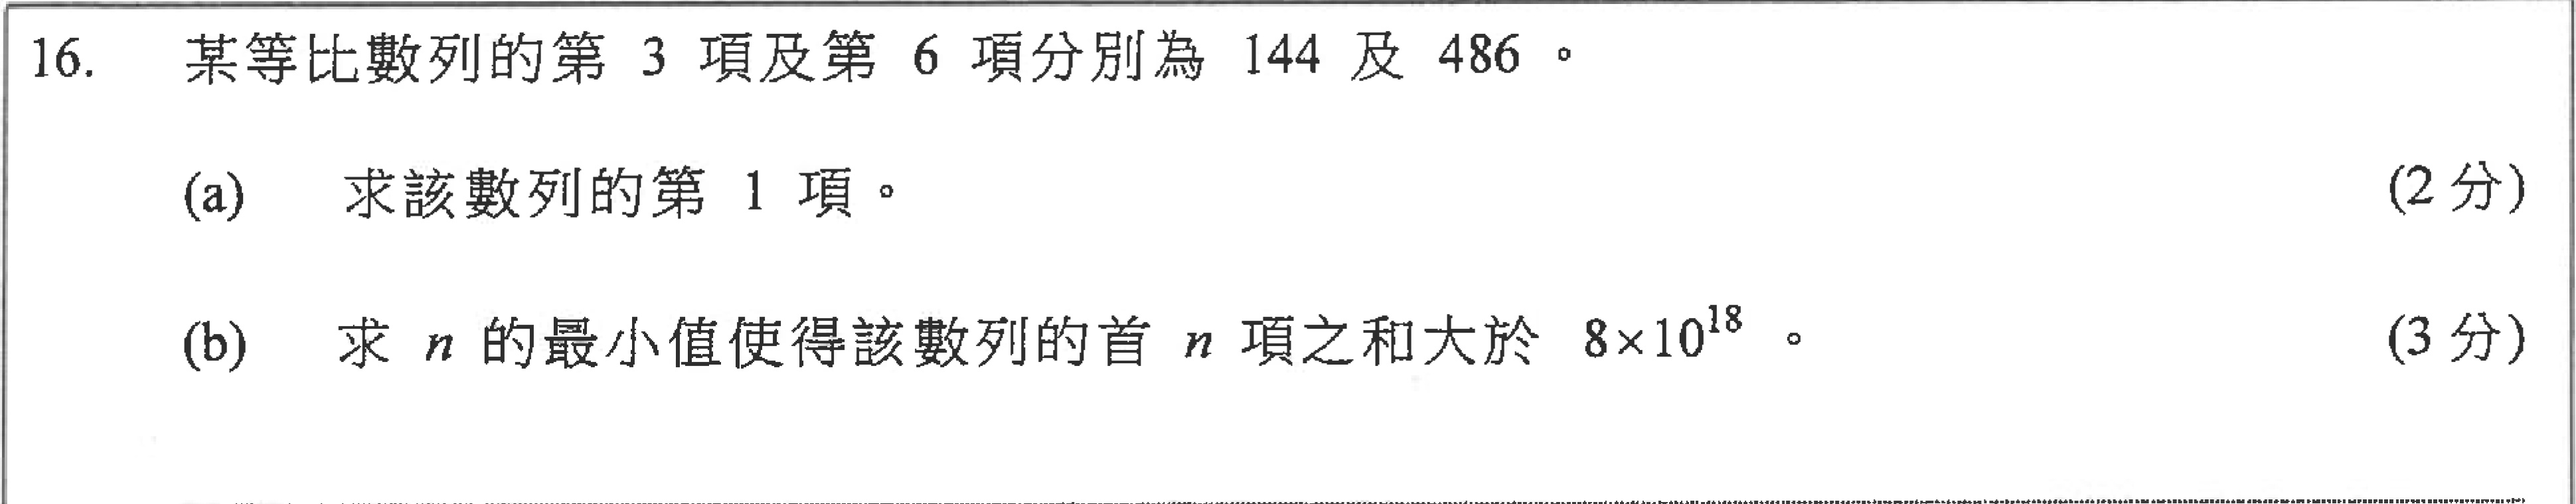 16. 某等比數列的第 3 項及第 6 項分別為 144 及 486 。
(a) 求該數列的第 1 項。 (2 分)
(b) 求 n 的最小值使得該數列的首 n 項之和大於 8×10¹⁸ 。 (3 分)